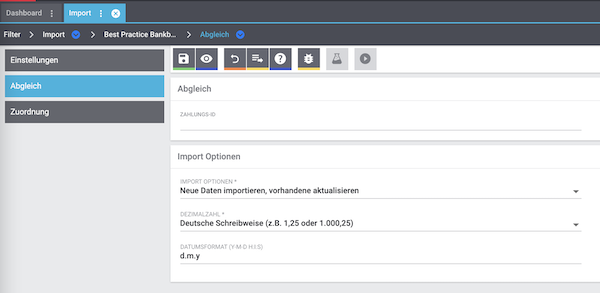 Dashboard
Import
Filter > Import > Best Practice Bankb... > Abgleich
Einstellungen
Abgleich
Zuordnung
Abgleich
ZAHLUNGS-ID
Import Optionen
IMPORT OPTIONEN *
Neue Daten importieren, vorhandene aktualisieren
DEZIMALZAHL *
Deutsche Schreibweise (z.B. 1,25 oder 1.000,25)
DATUMSFORMAT (Y-M-D H:I:S)
d.m.y